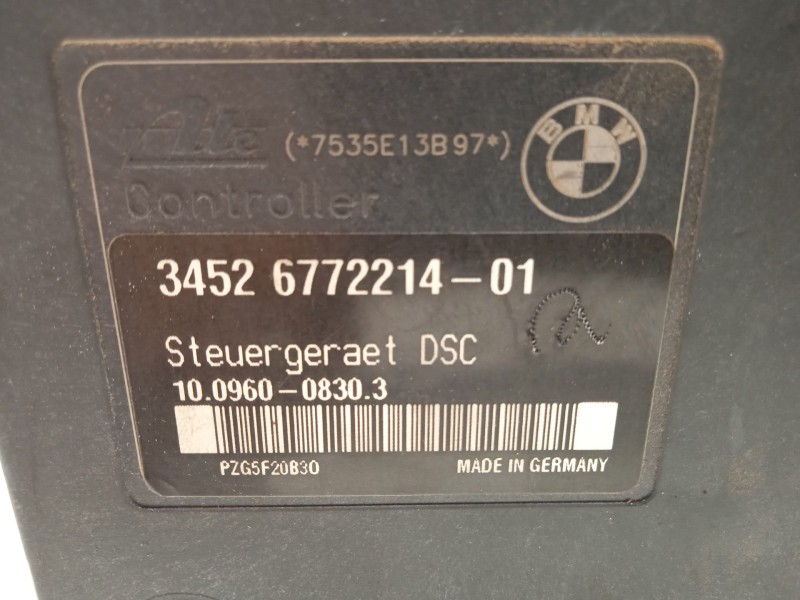 Ate
(*7535E13B97*)
BMW
Controller
3452 6772214-01
Steuergeraet DSC
10.0960-0830.3
PZG5F20B30
MADE IN GERMANY